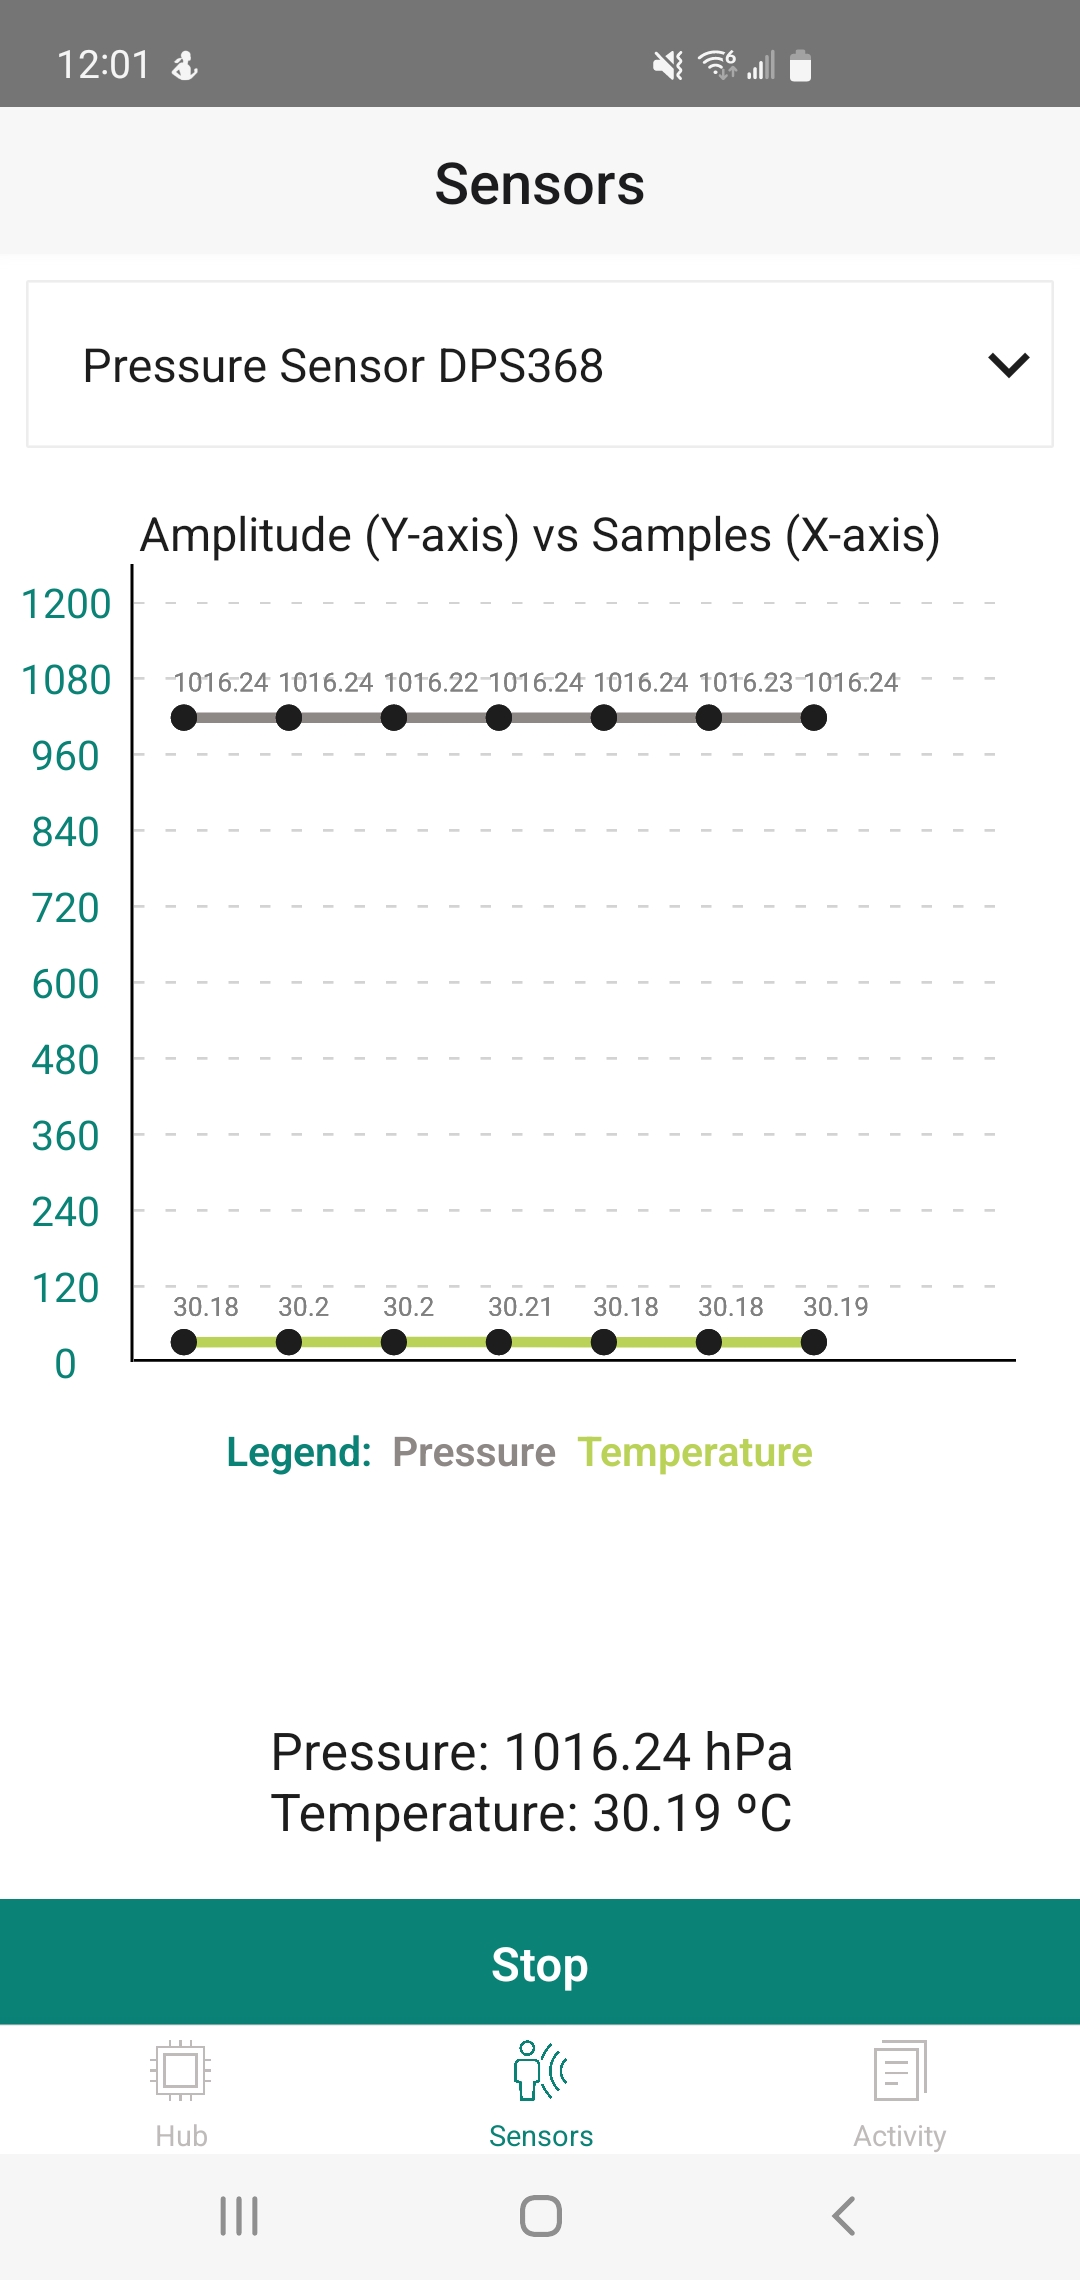 12:01
Sensors
Pressure Sensor DPS368
Amplitude (Y-axis) vs Samples (X-axis)
1200
1080
1016.24 1016.24 1016.22 1016.24 1016.24 1016.23 1016.24
960
840
720
600
480
360
240
120
30.18 30.2 30.2 30.21 30.18 30.18 30.19
0
Legend: Pressure Temperature
Pressure: 1016.24 hPa
Temperature: 30.19 ºC
Stop
Hub Sensors Activity